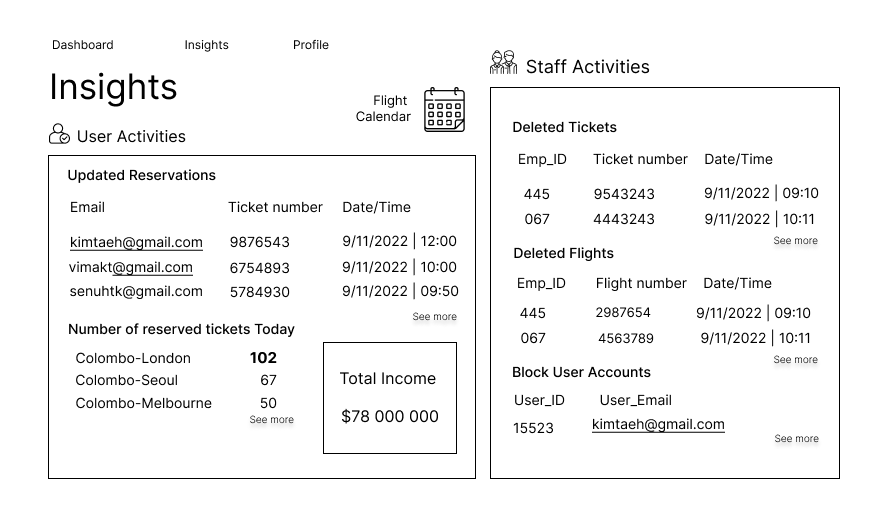 Dashboard Insights Profile
Insights
Flight
Calendar
User Activities
Updated Reservations
Email Ticket number Date/Time
kimtaeh@gmail.com 9876543 9/11/2022 | 12:00
vimakt@gmail.com 6754893 9/11/2022 | 10:00
senuhtk@gmail.com 5784930 9/11/2022 | 09:50
See more
Number of reserved tickets Today
Colombo-London 102
Colombo-Seoul 67
Colombo-Melbourne 50
See more
Total Income
$78 000 000
Staff Activities
Deleted Tickets
Emp_ID Ticket number Date/Time
445 9543243 9/11/2022 | 09:10
067 4443243 9/11/2022 | 10:11
See more
Deleted Flights
Emp_ID Flight number Date/Time
445 2987654 9/11/2022 | 09:10
067 4563789 9/11/2022 | 10:11
See more
Block User Accounts
User_ID User_Email
15523 kimtaeh@gmail.com
See more